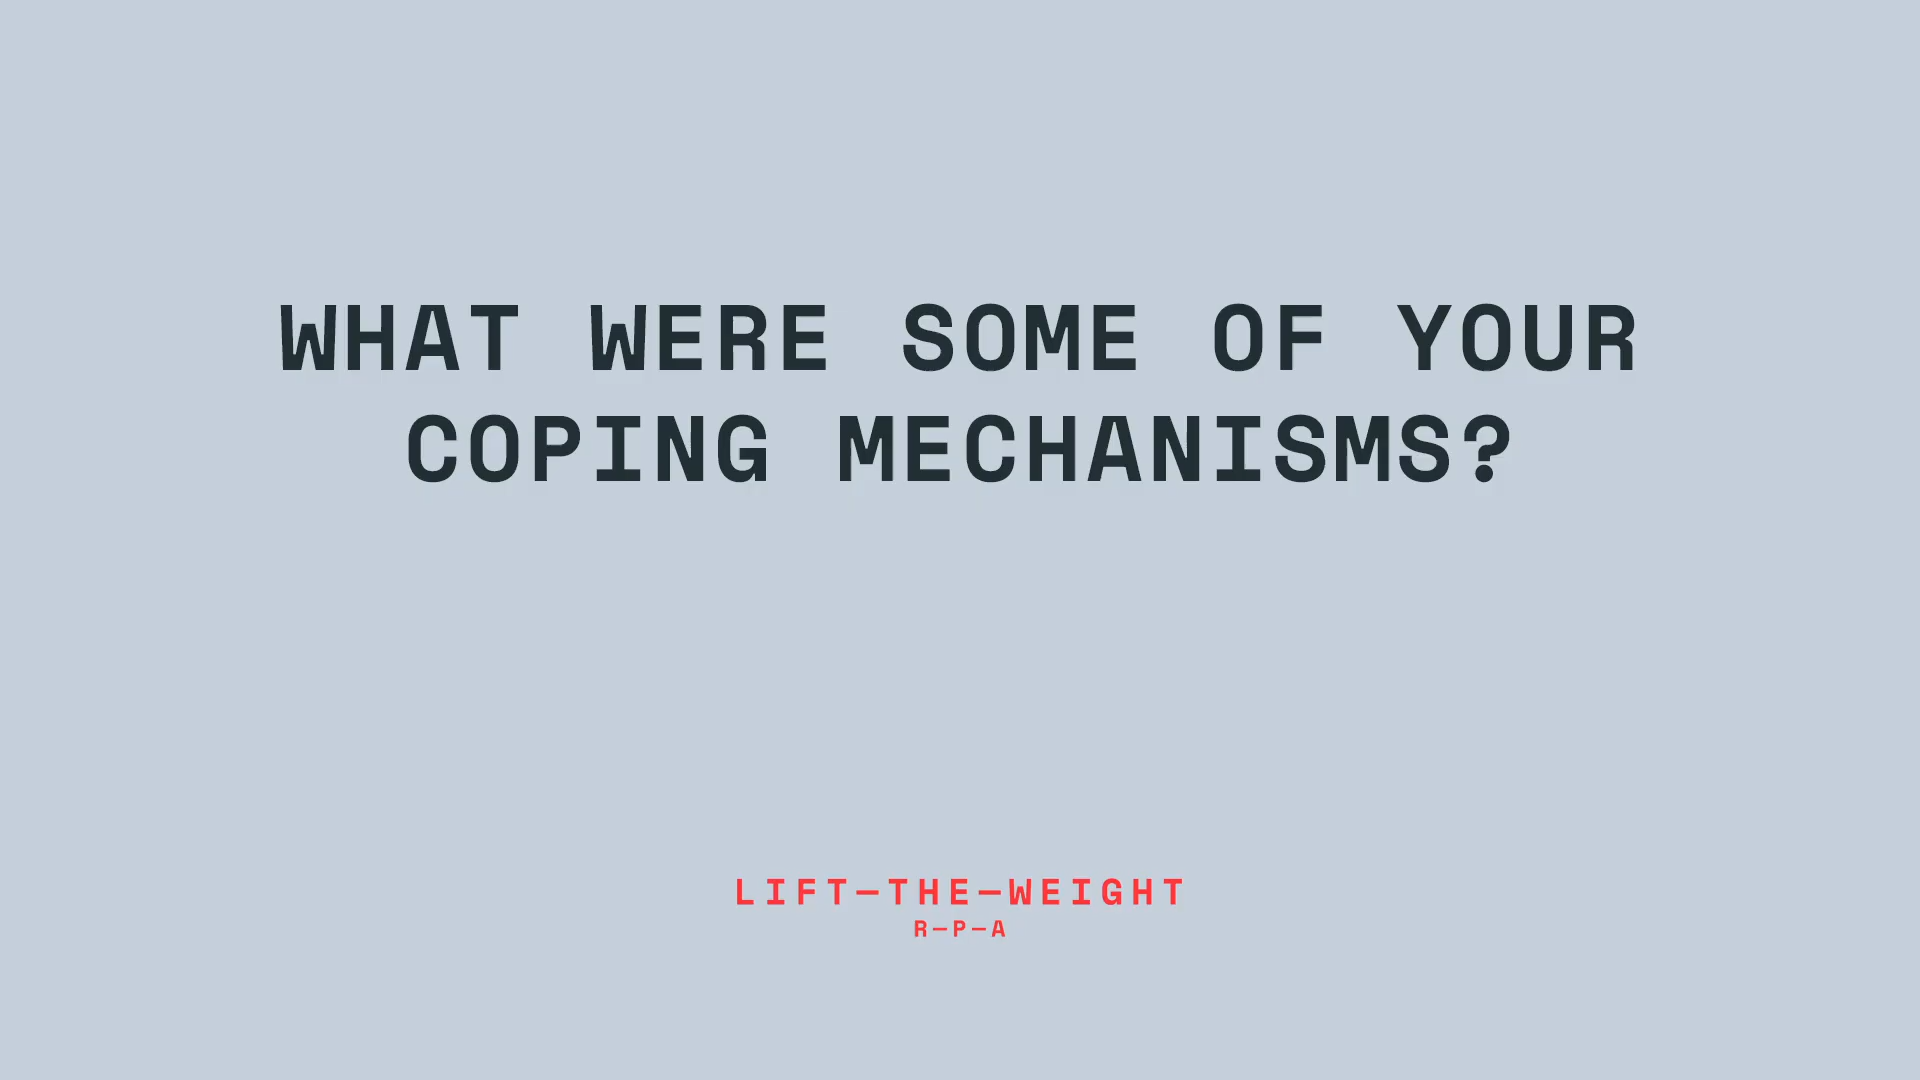 WHAT WERE SOME OF YOUR
COPING MECHANISMS?
LIFT—THE—WEIGHT
R—P—A